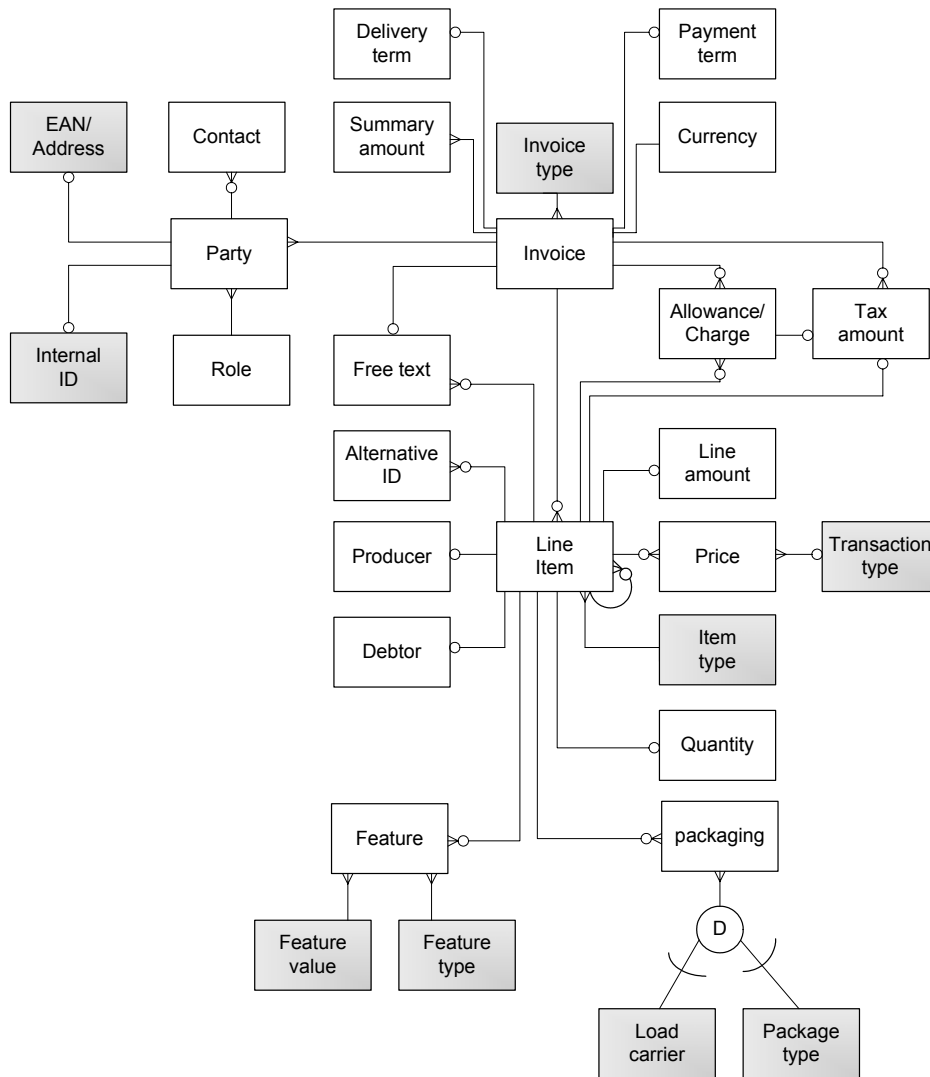 Delivery
term
Payment
term
EAN/
Address
Contact
Summary
amount
Invoice
type
Currency
Party
Invoice
Internal
ID
Role
Free text
Allowance/
Charge
Tax
amount
Alternative
ID
Line
amount
Producer
Line
Item
Price
Transaction
type
Debtor
Item
type
Quantity
Feature
packaging
Feature
value
Feature
type
D
Load
carrier
Package
type